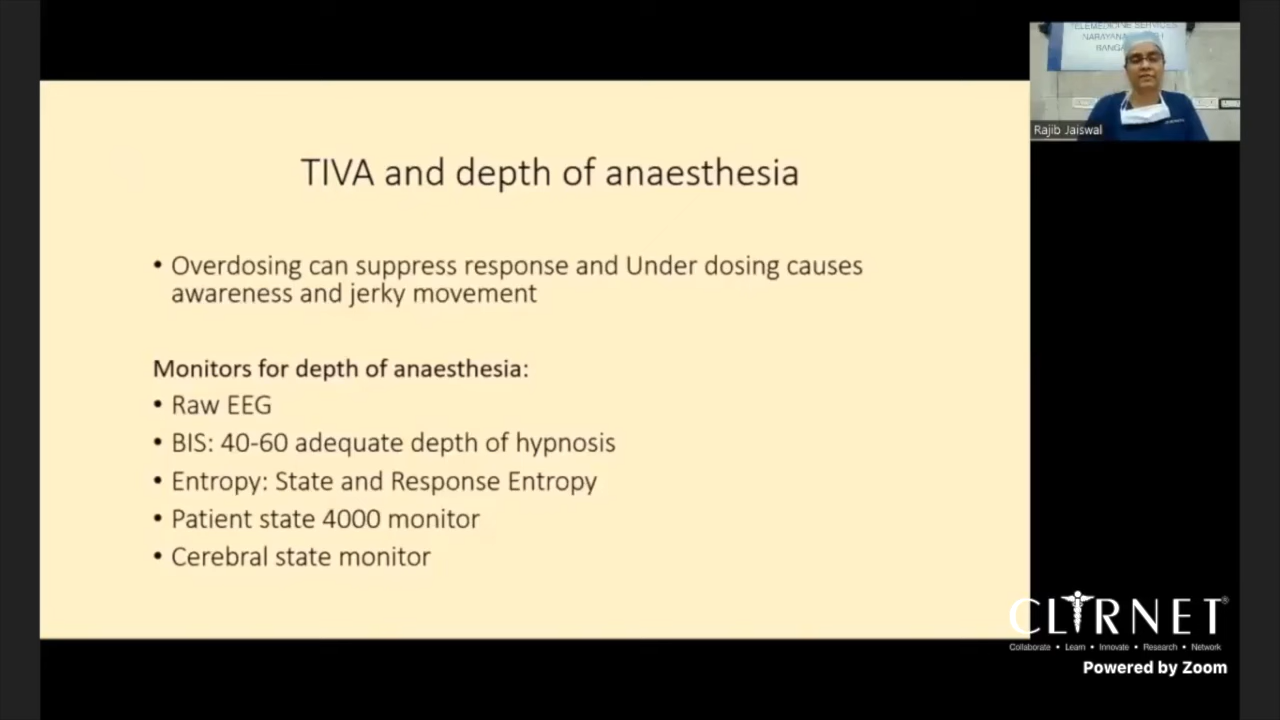 TELEMEDICINE SERVICES
Rajib Jaiswal
TIVA and depth of anaesthesia
• Overdosing can suppress response and Under dosing causes
awareness and jerky movement
Monitors for depth of anaesthesia:
• Raw EEG
• BIS: 40-60 adequate depth of hypnosis
• Entropy: State and Response Entropy
• Patient state 4000 monitor
• Cerebral state monitor
CLIRNET®
Collaborate • Learn • Innovate • Research • Network
Powered by Zoom